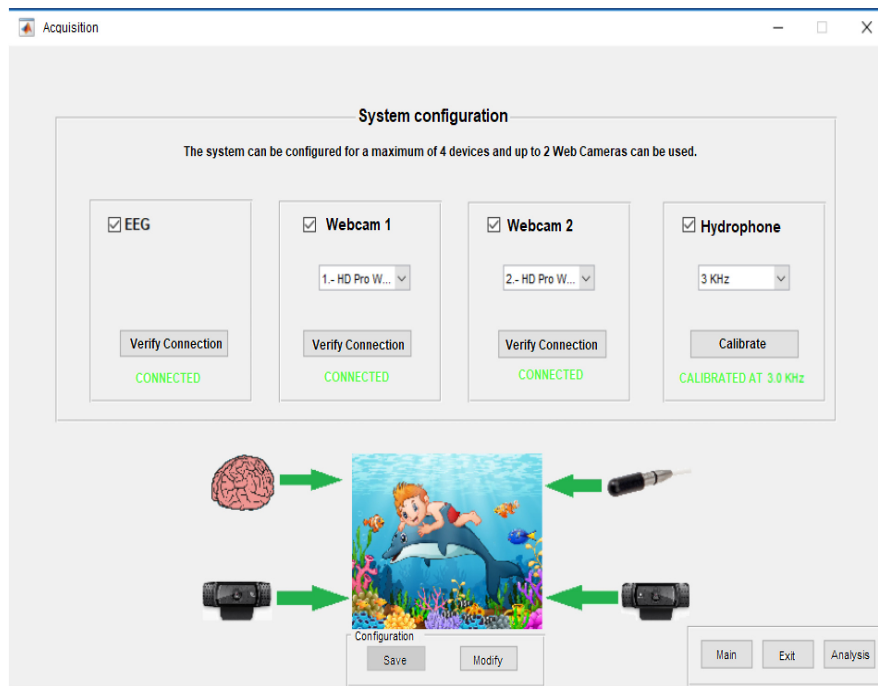 Acquisition
System configuration
The system can be configured for a maximum of 4 devices and up to 2 Web Cameras can be used.
EEG
Webcam 1
Webcam 2
Hydrophone
1.- HD Pro W...
2.- HD Pro W...
3 KHz
Verify Connection
Verify Connection
Verify Connection
Calibrate
CONNECTED
CONNECTED
CONNECTED
CALIBRATED AT 3.0 KHz
Configuration
Save
Modify
Main
Exit
Analysis